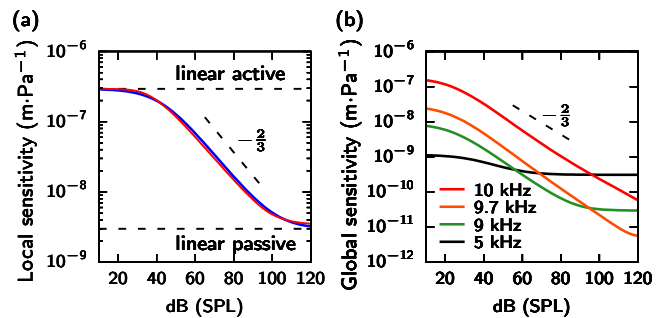 (a)
Local sensitivity (m·Pa⁻¹)
10⁻⁶
10⁻⁷
10⁻⁸
10⁻⁹
linear active
−2/3
linear passive
20 40 60 80 100 120
dB (SPL)
(b)
Global sensitivity (m·Pa⁻¹)
10⁻⁶
10⁻⁷
10⁻⁸
10⁻⁹
10⁻¹⁰
10⁻¹¹
10⁻¹²
−2/3
10 kHz
9.7 kHz
9 kHz
5 kHz
20 40 60 80 100 120
dB (SPL)